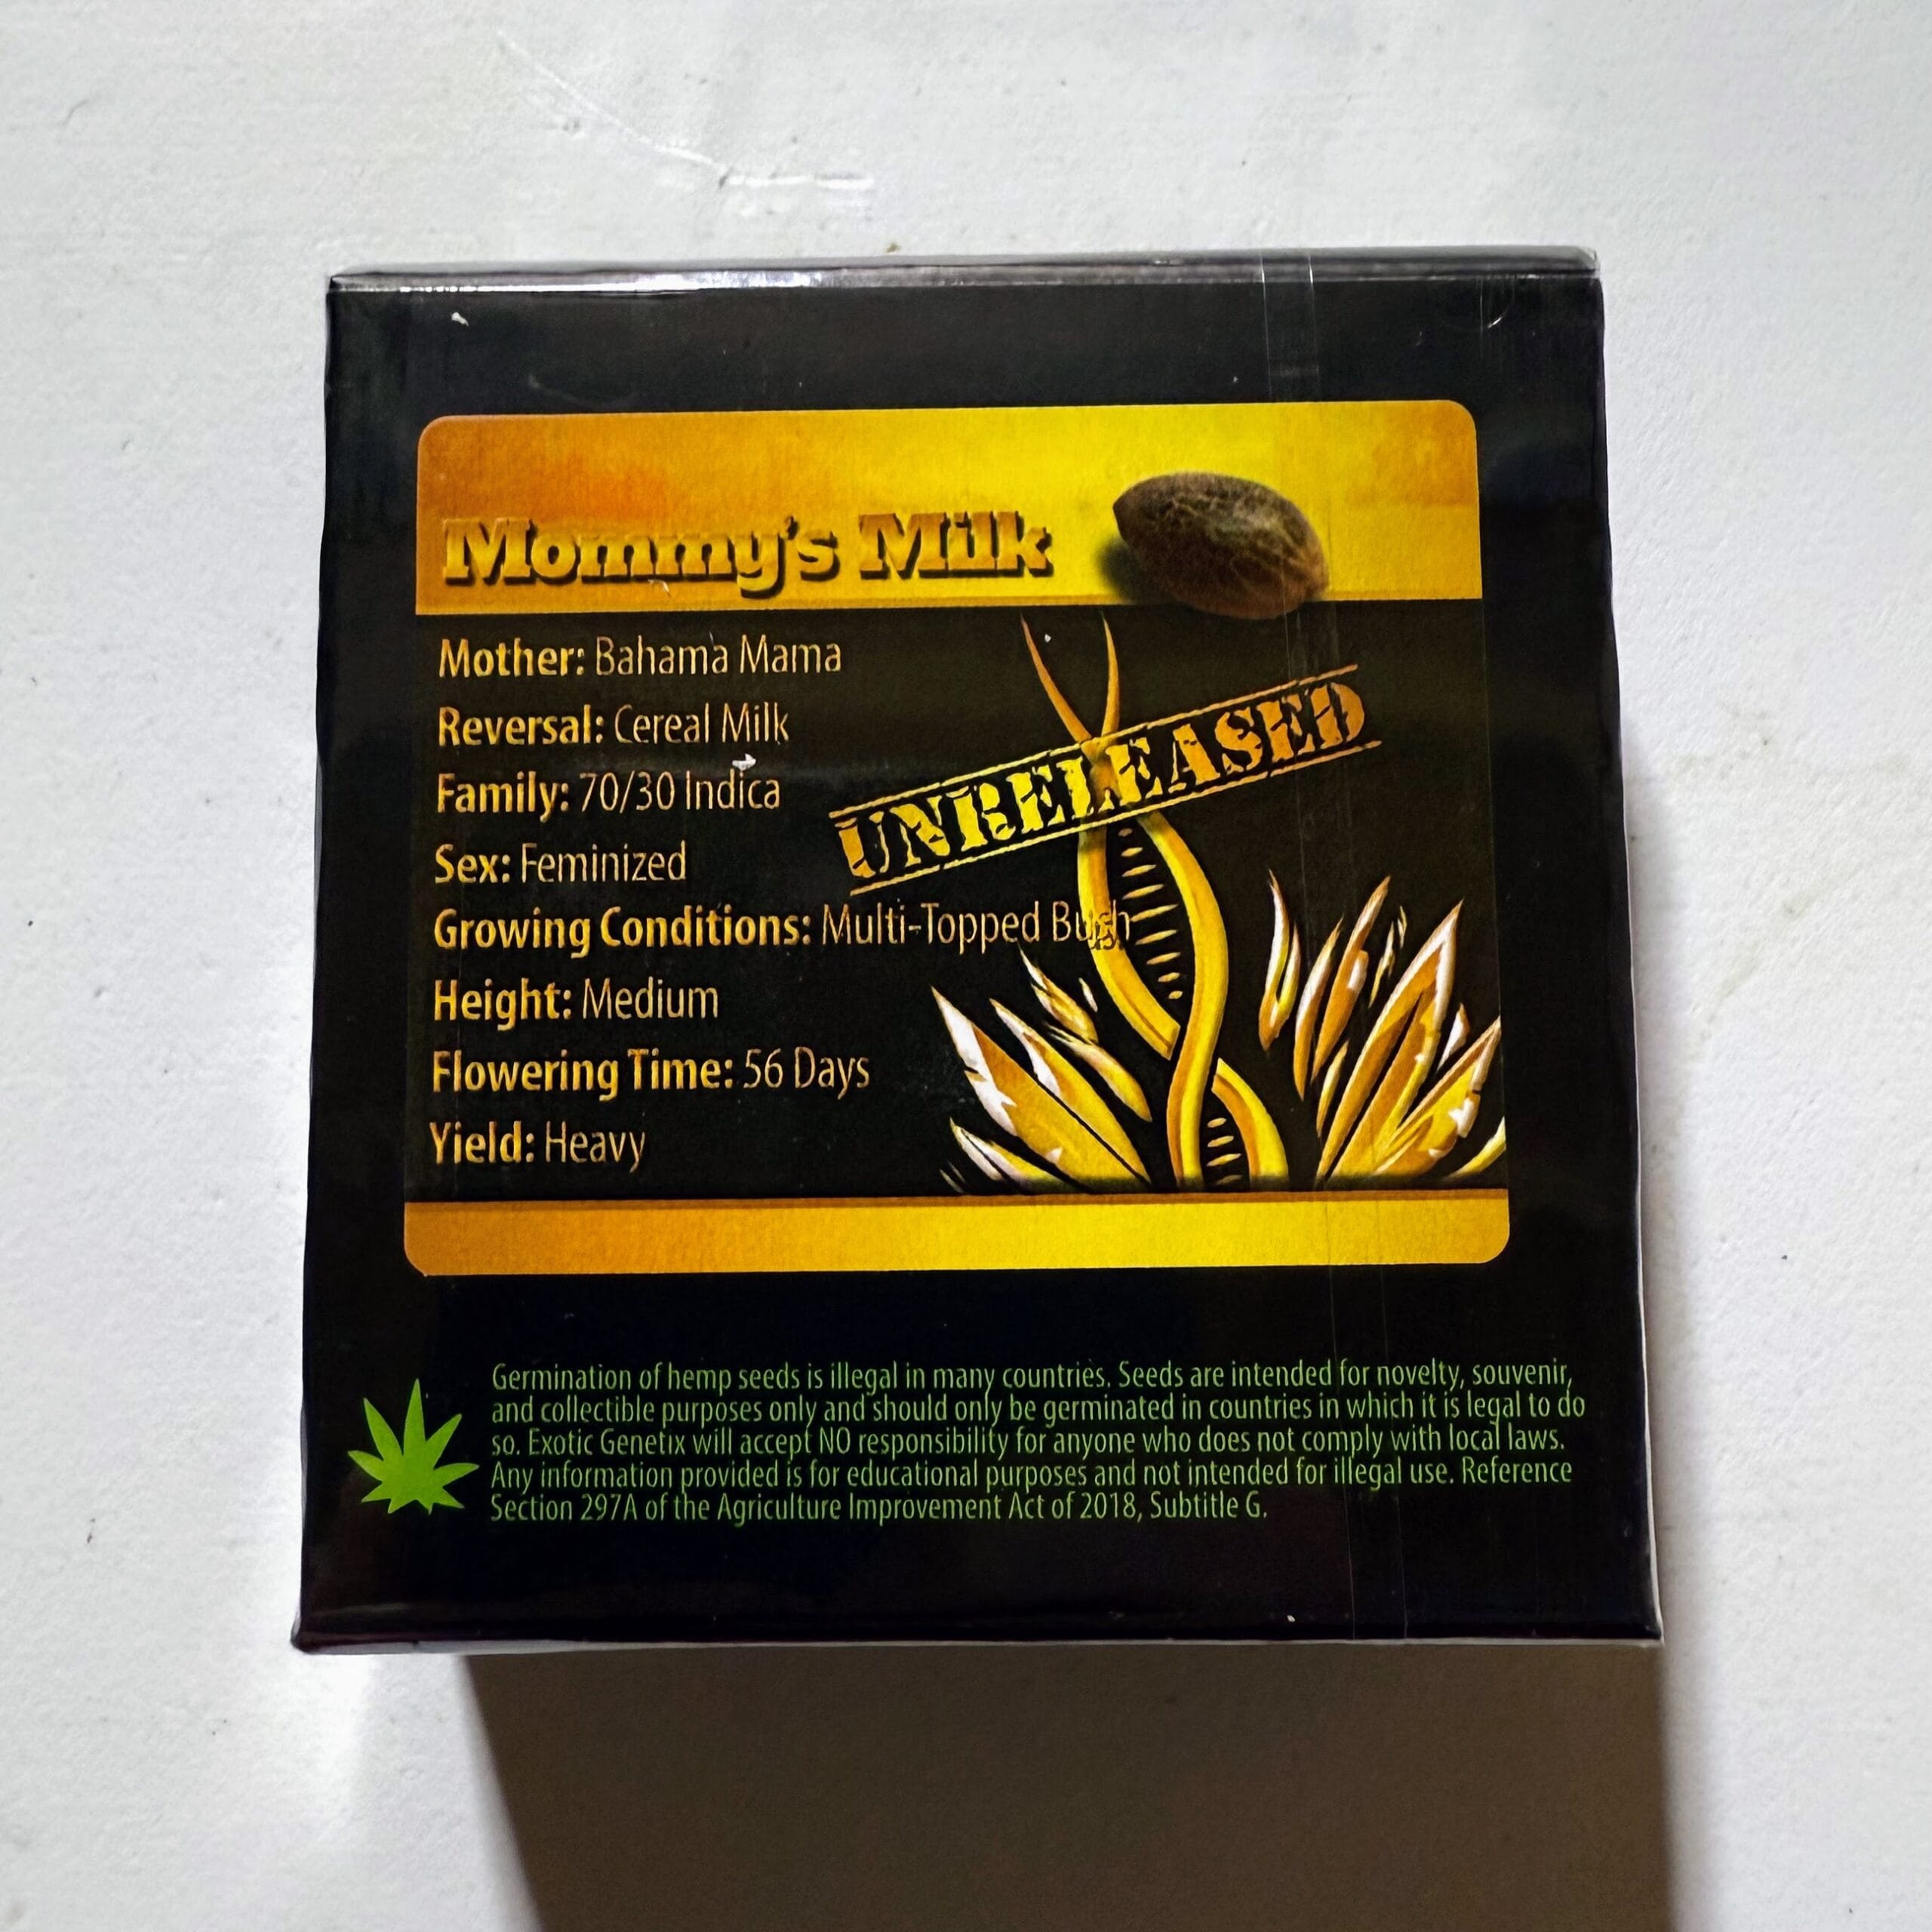 Mommy's Milk
Mother: Bahama Mama
Reversal: Cereal Milk
Family: 70/30 Indica
UNRELEASED
Sex: Feminized
Growing Conditions: Multi-Topped Bush
Height: Medium
Flowering Time: 56 Days
Yield: Heavy
Germination of hemp seeds is illegal in many countries. Seeds are intended for novelty, souvenir,
and collectible purposes only and should only be germinated in countries in which it is legal to do
so. Exotic Genetix will accept NO responsibility for anyone who does not comply with local laws.
Any information provided is for educational purposes and not intended for illegal use. Reference
Section 297A of the Agriculture Improvement Act of 2018, Subtitle G.